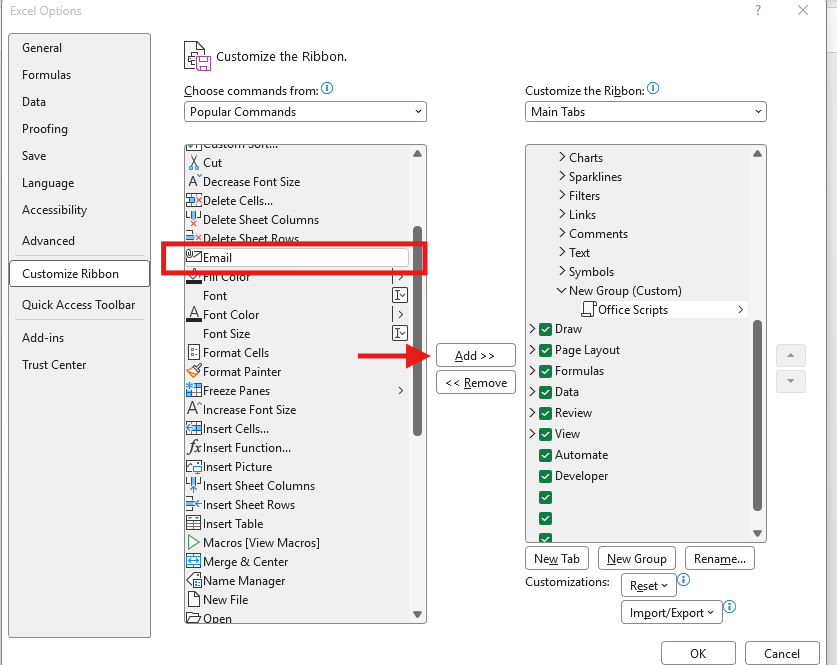 Excel Options
?
General
Formulas
Data
Proofing
Save
Language
Accessibility
Advanced
Customize Ribbon
Quick Access Toolbar
Add-ins
Trust Center
Customize the Ribbon.
Choose commands from:
Popular Commands
Custom Sort...
Cut
Decrease Font Size
Delete Cells...
Delete Sheet Columns
Delete Sheet Rows
Email
Fill Color
Font
Font Color
Font Size
Format Cells
Format Painter
Freeze Panes
Increase Font Size
Insert Cells...
Insert Function...
Insert Picture
Insert Sheet Columns
Insert Sheet Rows
Insert Table
Macros [View Macros]
Merge & Center
Name Manager
New File
Open
Add >>
<< Remove
Customize the Ribbon:
Main Tabs
Charts
Sparklines
Filters
Links
Comments
Text
Symbols
New Group (Custom)
Office Scripts
Draw
Page Layout
Formulas
Data
Review
View
Automate
Developer
New Tab
New Group
Rename...
Customizations:
Reset
Import/Export
OK
Cancel